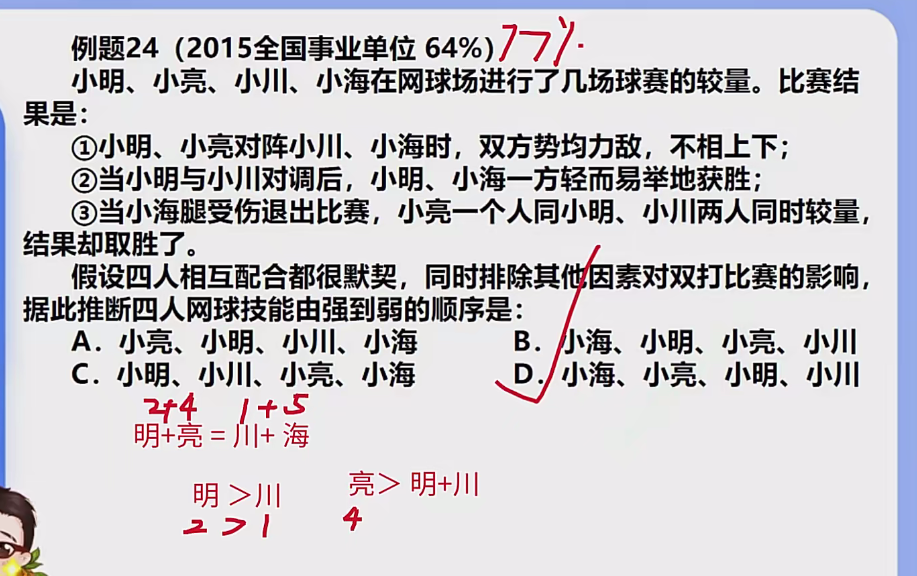 例题24（2015全国事业单位 64%）77%.
小明、小亮、小川、小海在网球场进行了几场球赛的较量。比赛结
果是：
①小明、小亮对阵小川、小海时，双方势均力敌，不相上下；
②当小明与小川对调后，小明、小海一方轻而易举地获胜；
③当小海腿受伤退出比赛，小亮一个人同小明、小川两人同时较量，
结果却取胜了。
假设四人相互配合都很默契，同时排除其他因素对双打比赛的影响，
据此推断四人网球技能由强到弱的顺序是：
A．小亮、小明、小川、小海 B．小海、小明、小亮、小川
C．小明、小川、小亮、小海 D．小海、小亮、小明、小川
2+4 1+5
明+亮=川+海
明＞川 亮＞明+川
2＞1 4